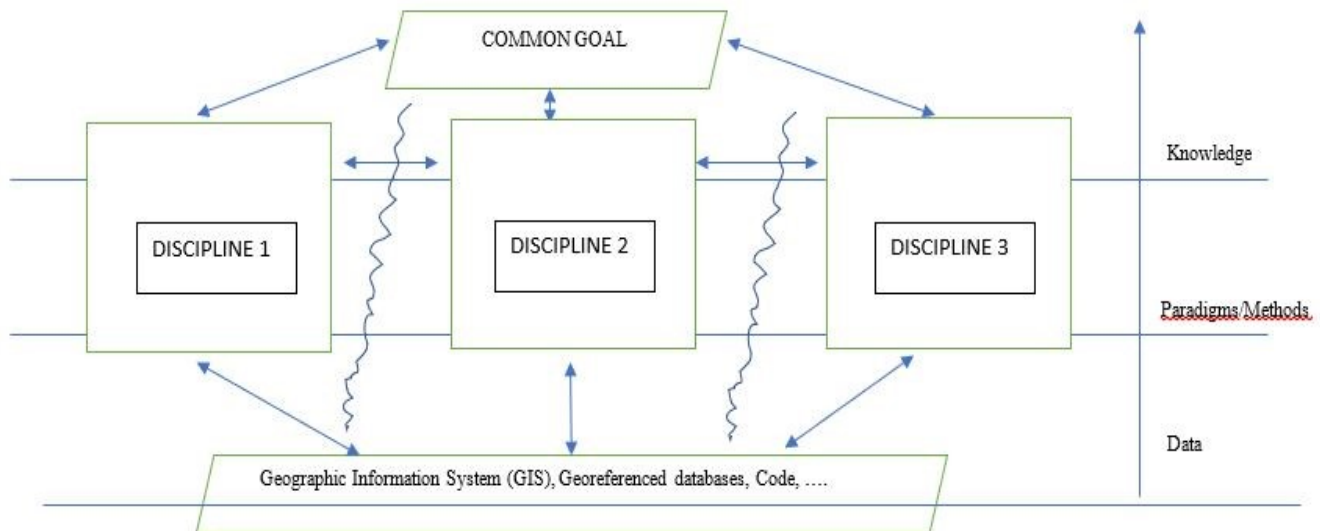 COMMON GOAL
Knowledge
DISCIPLINE 1
DISCIPLINE 2
DISCIPLINE 3
Paradigms/Methods.
Data
Geographic Information System (GIS), Georeferenced databases, Code, ….